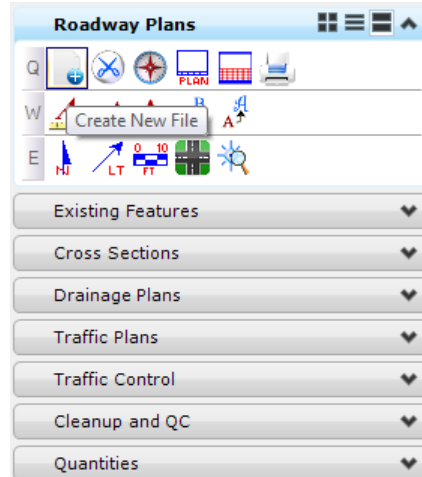 Roadway Plans
Q PLAN
W Create New File A
E N LT 0 10 FT
Existing Features
Cross Sections
Drainage Plans
Traffic Plans
Traffic Control
Cleanup and QC
Quantities